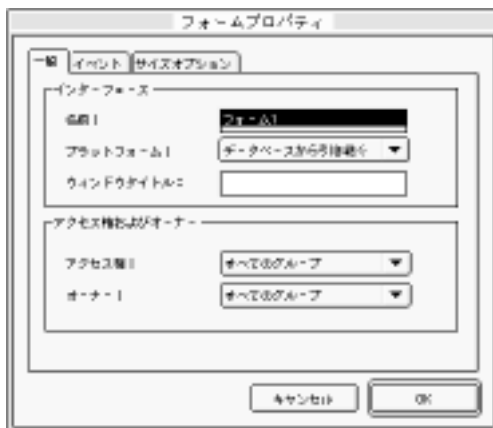 フォームプロパティ
一般 イベント サイズオプション
インターフェース
名前：
フォーム1
プラットフォーム：
データベースから引き継ぐ
ウィンドウタイトル：
アクセス権およびオーナー
アクセス権：
すべてのグループ
オーナー：
すべてのグループ
キャンセル
OK